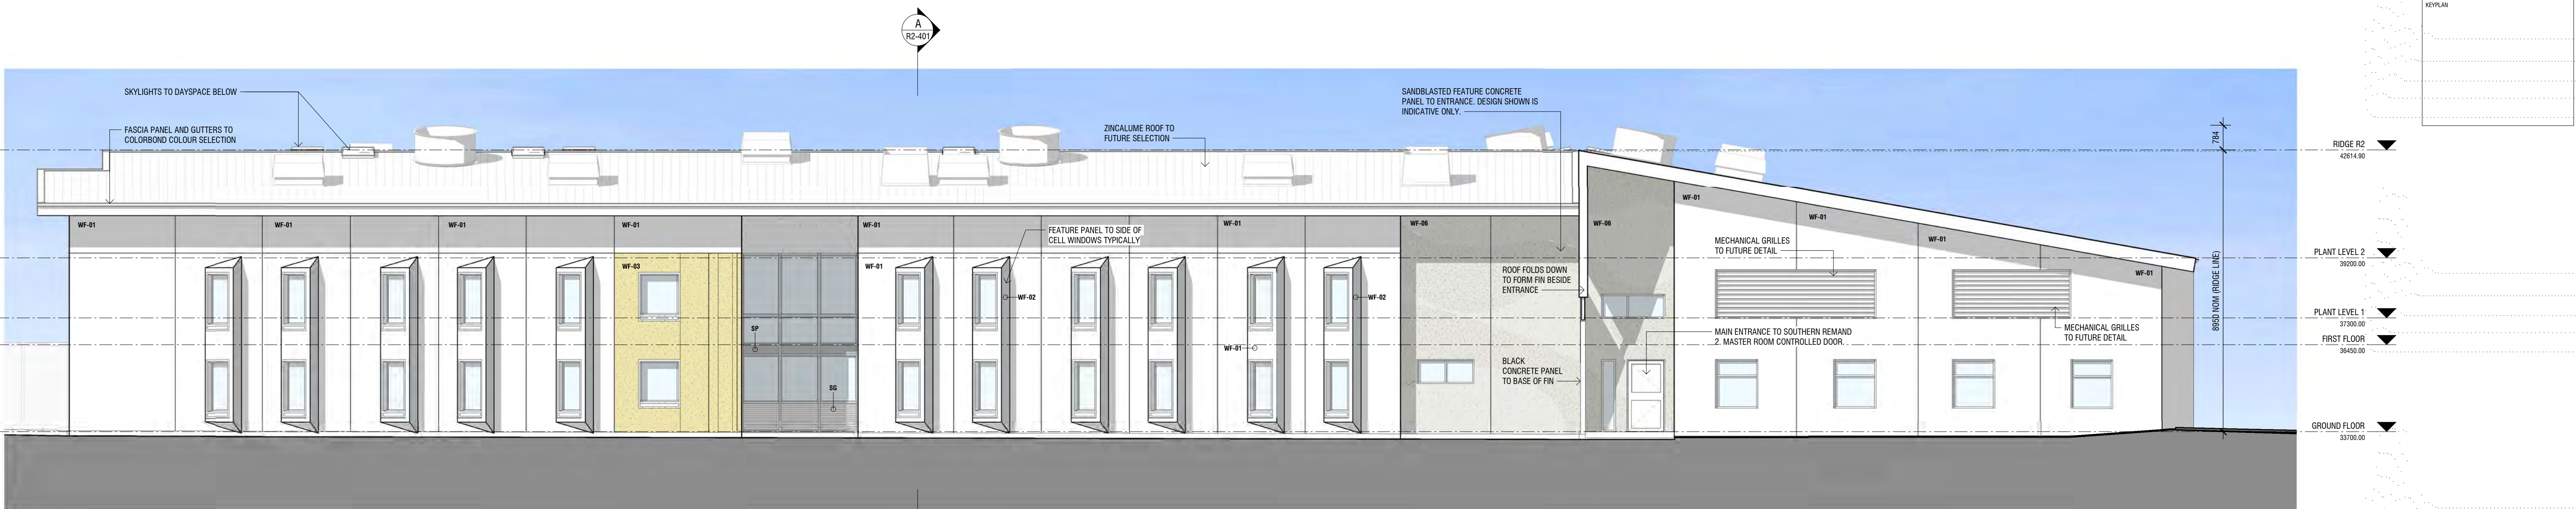 KEYPLAN
A
R2-401
SKYLIGHTS TO DAYSPACE BELOW
FASCIA PANEL AND GUTTERS TO
COLORBOND COLOUR SELECTION
ZINCALUME ROOF TO
FUTURE SELECTION
SANDBLASTED FEATURE CONCRETE
PANEL TO ENTRANCE. DESIGN SHOWN IS
INDICATIVE ONLY.
784
RIDGE R2
42614.90
WF-01
WF-01
WF-01
WF-01
WF-01
WF-01
WF-06
WF-06
WF-01
WF-01
WF-01
WF-01
FEATURE PANEL TO SIDE OF
CELL WINDOWS TYPICALLY
MECHANICAL GRILLES
TO FUTURE DETAIL
PLANT LEVEL 2
39200.00
WF-03
WF-01
ROOF FOLDS DOWN
TO FORM FIN BESIDE
ENTRANCE
WF-02
WF-02
8950 NOM (RIDGE LINE)
PLANT LEVEL 1
37300.00
SP
MAIN ENTRANCE TO SOUTHERN REMAND
2. MASTER ROOM CONTROLLED DOOR.
MECHANICAL GRILLES
TO FUTURE DETAIL
FIRST FLOOR
36450.00
WF-01
BLACK
CONCRETE PANEL
TO BASE OF FIN
SG
GROUND FLOOR
33700.00